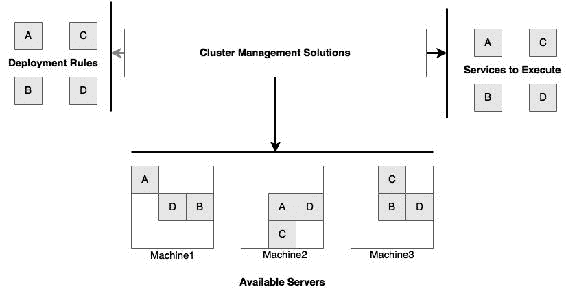 A C
Deployment Rules
B D
Cluster Management Solutions
A C
Services to Execute
B D
A
D B
Machine1
A D
C
Machine2
C
B D
Machine3
Available Servers